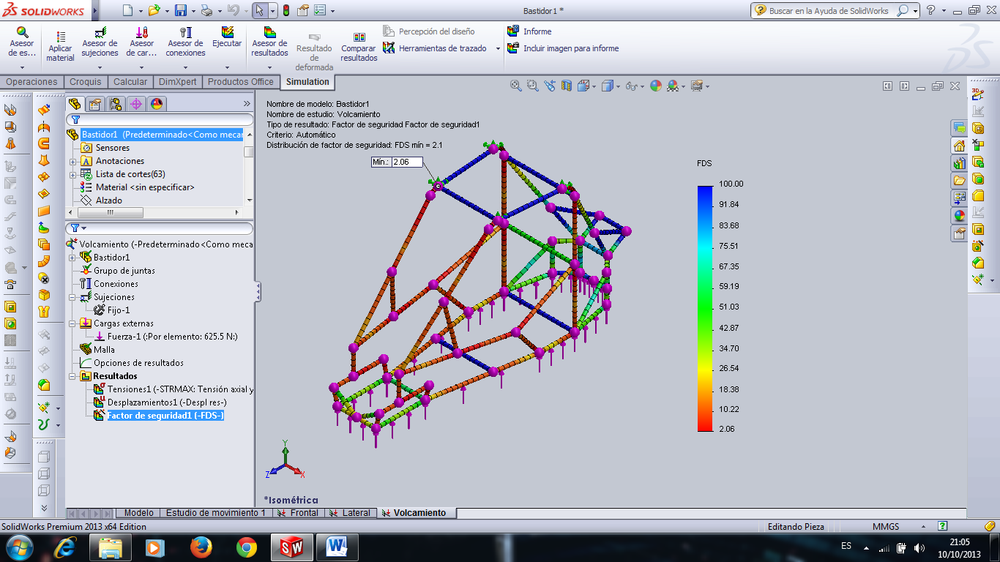 SOLIDWORKS
Bastidor1 *
Buscar en la Ayuda de SolidWorks
Asesor de es...
Aplicar material
Asesor de sujeciones
Asesor de car...
Asesor de conexiones
Ejecutar
Asesor de resultados
Resultado de deformada
Comparar resultados
Percepción del diseño
Herramientas de trazado
Informe
Incluir imagen para informe
Operaciones
Croquis
Calcular
DimXpert
Productos Office
Simulation
Bastidor1 (Predeterminado<Como mecar
Sensores
Anotaciones
Lista de cortes(63)
Material <sin especificar>
Alzado
Volcamiento (-Predeterminado<Como meca
Bastidor1
Grupo de juntas
Conexiones
Sujeciones
Fijo-1
Cargas externas
Fuerza-1 (:Por elemento: 625.5 N:)
Malla
Opciones de resultados
Resultados
Tensiones1 (-STRMAX: Tensión axial y
Desplazamientos1 (-Despl res-)
Factor de seguridad1 (-FDS-)
Nombre de modelo: Bastidor1
Nombre de estudio: Volcamiento
Tipo de resultado: Factor de seguridad Factor de seguridad1
Criterio: Automático
Distribución de factor de seguridad: FDS mín = 2.1
Mín.: 2.06
FDS
100.00
91.84
83.68
75.51
67.35
59.19
51.03
42.87
34.70
26.54
18.38
10.22
2.06
Y
Z
X
*Isométrica
Modelo
Estudio de movimiento 1
Frontal
Lateral
Volcamiento
SolidWorks Premium 2013 x64 Edition
Editando Pieza
MMGS
ES
21:05
10/10/2013